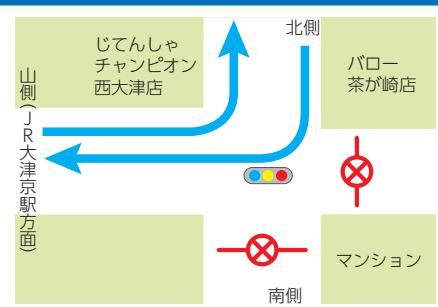 北側
じてんしゃ
チャンピオン
西大津店
バロー
茶が崎店
山側(JR大津京駅方面)
マンション
南側